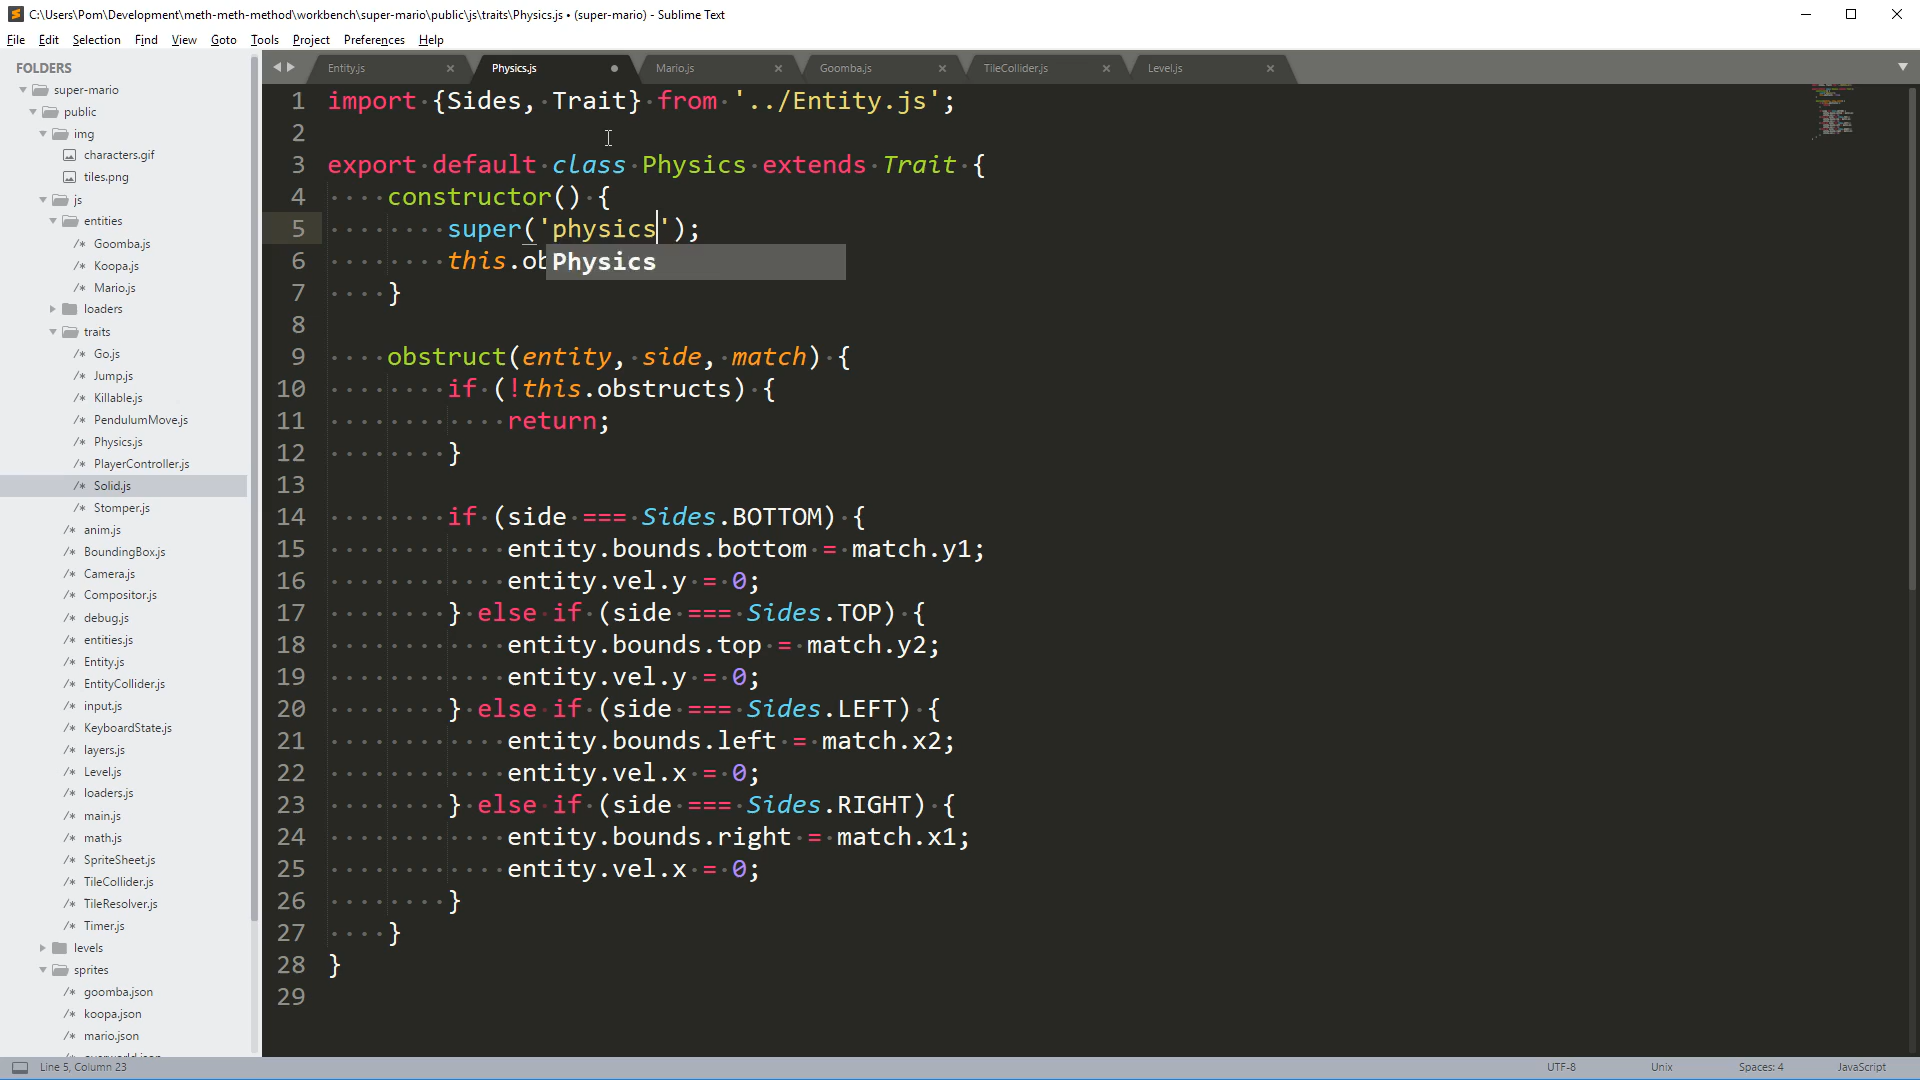 C:\Users\Pom\Development\meth-meth-method\workbench\super-mario\public\js\traits\Physics.js • (super-mario) - Sublime Text
File Edit Selection Find View Goto Tools Project Preferences Help
FOLDERS
super-mario
public
img
characters.gif
tiles.png
js
entities
Goomba.js
Koopa.js
Mario.js
loaders
traits
Go.js
Jump.js
Killable.js
PendulumMove.js
Physics.js
PlayerController.js
Solid.js
Stomper.js
anim.js
BoundingBox.js
Camera.js
Compositor.js
debug.js
entities.js
Entity.js
EntityCollider.js
input.js
KeyboardState.js
layers.js
Level.js
loaders.js
main.js
math.js
SpriteSheet.js
TileCollider.js
TileResolver.js
Timer.js
levels
sprites
goomba.json
koopa.json
mario.json
Entity.js Physics.js Mario.js Goomba.js TileCollider.js Level.js
1 import {Sides, Trait} from '../Entity.js';
2
3 export default class Physics extends Trait {
4 constructor() {
5 super('physics');
6 this.ob
Physics
7 }
8
9 obstruct(entity, side, match) {
10 if (!this.obstructs) {
11 return;
12 }
13
14 if (side === Sides.BOTTOM) {
15 entity.bounds.bottom = match.y1;
16 entity.vel.y = 0;
17 } else if (side === Sides.TOP) {
18 entity.bounds.top = match.y2;
19 entity.vel.y = 0;
20 } else if (side === Sides.LEFT) {
21 entity.bounds.left = match.x2;
22 entity.vel.x = 0;
23 } else if (side === Sides.RIGHT) {
24 entity.bounds.right = match.x1;
25 entity.vel.x = 0;
26 }
27 }
28 }
29
Line 5, Column 23 UTF-8 Unix Spaces: 4 JavaScript